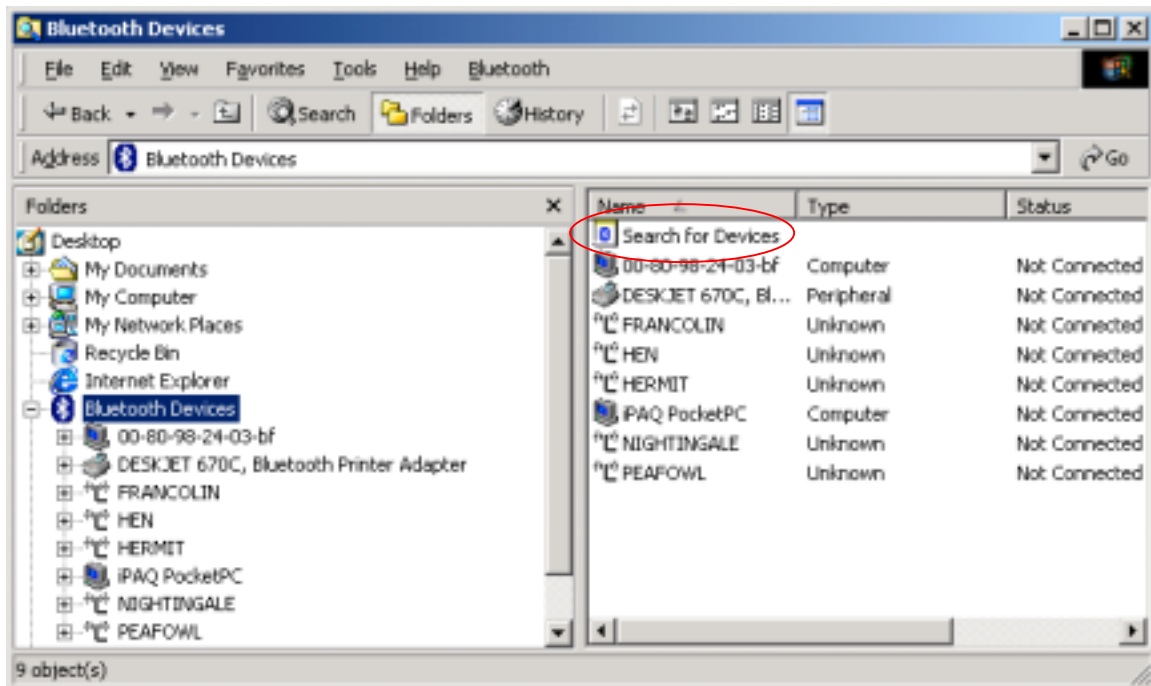 Bluetooth Devices
File Edit View Favorites Tools Help Bluetooth
Back Search Folders History
Address Bluetooth Devices Go
Folders
Desktop
My Documents
My Computer
My Network Places
Recycle Bin
Internet Explorer
Bluetooth Devices
00-80-98-24-03-bf
DESKJET 670C, Bluetooth Printer Adapter
FRANCOLIN
HEN
HERMIT
iPAQ PocketPC
NIGHTINGALE
PEAFOWL
Name Type Status
Search for Devices
00-80-98-24-03-bf Computer Not Connected
DESKJET 670C, Bl... Peripheral Not Connected
FRANCOLIN Unknown Not Connected
HEN Unknown Not Connected
HERMIT Unknown Not Connected
iPAQ PocketPC Computer Not Connected
NIGHTINGALE Unknown Not Connected
PEAFOWL Unknown Not Connected
9 object(s)